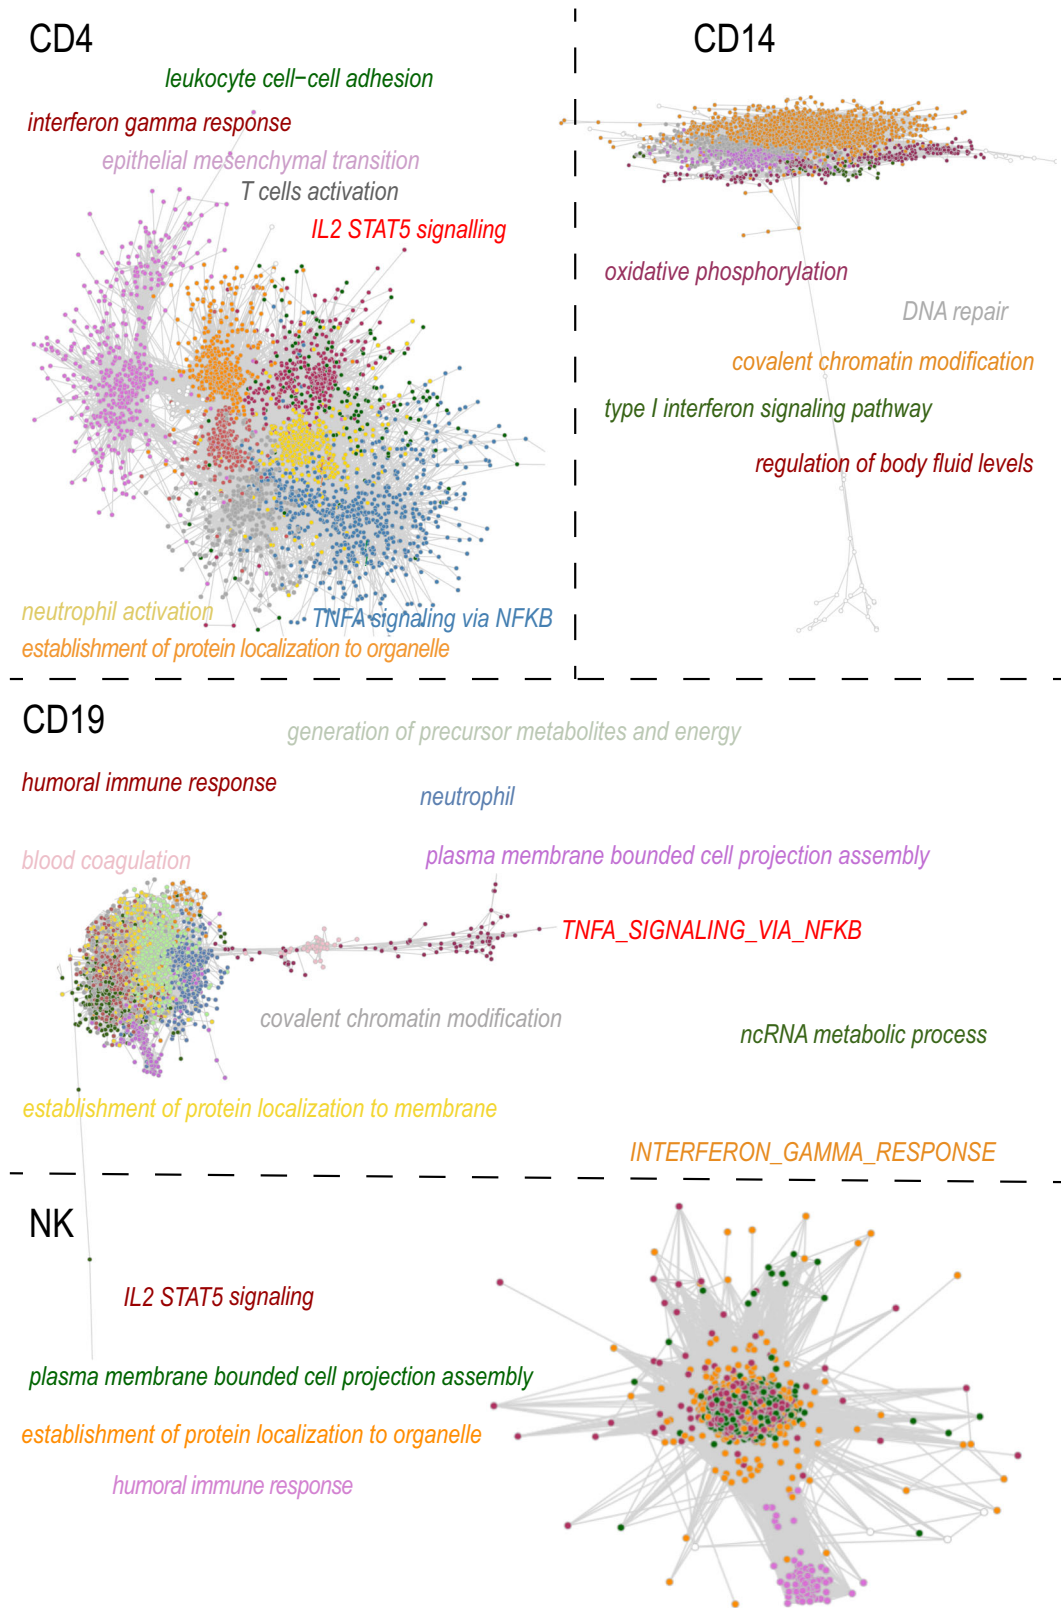 CD4
leukocyte cell-cell adhesion
interferon gamma response
epithelial mesenchymal transition
T cells activation
IL2 STAT5 signalling
neutrophil activation
TNFA signaling via NFKB
establishment of protein localization to organelle
CD14
oxidative phosphorylation
DNA repair
covalent chromatin modification
type I interferon signaling pathway
regulation of body fluid levels
CD19
generation of precursor metabolites and energy
humoral immune response
neutrophil
blood coagulation
plasma membrane bounded cell projection assembly
TNFA_SIGNALING_VIA_NFKB
covalent chromatin modification
ncRNA metabolic process
establishment of protein localization to membrane
INTERFERON_GAMMA_RESPONSE
NK
IL2 STAT5 signaling
plasma membrane bounded cell projection assembly
establishment of protein localization to organelle
humoral immune response